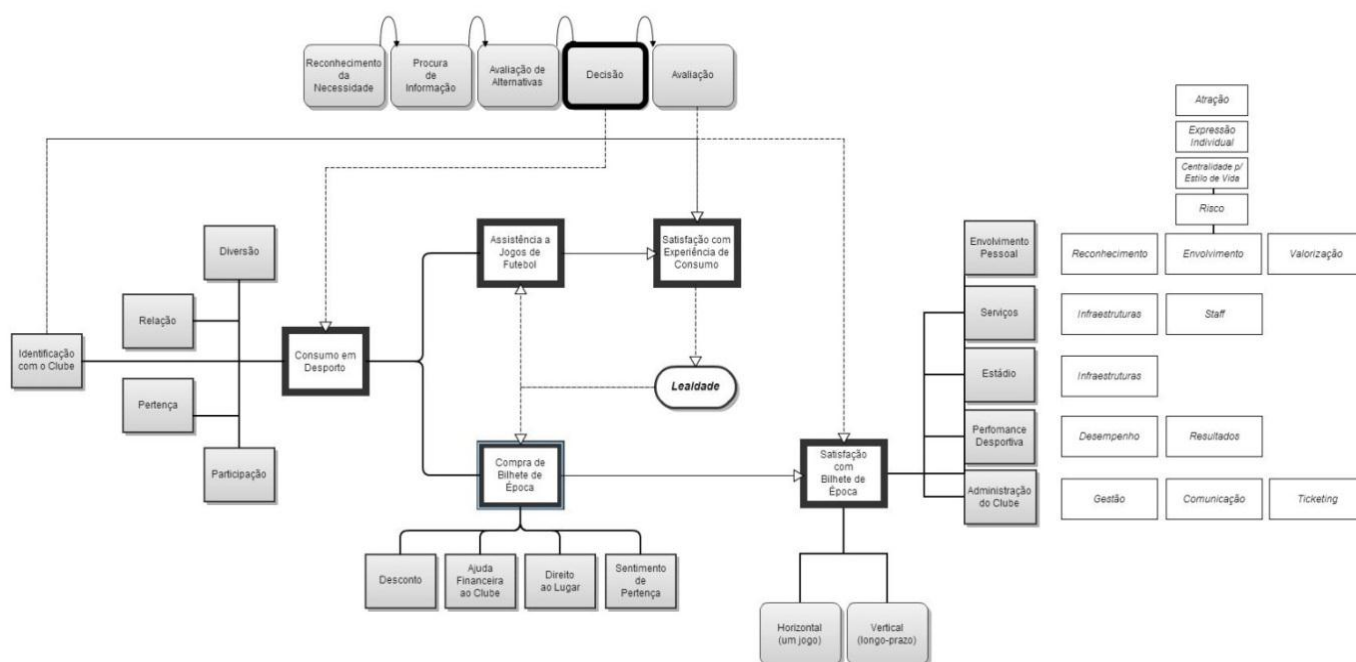 Reconhecimento
da
Necessidade
Procura
de
Informação
Avaliação de
Alternativas
Decisão
Avaliação
Atração
Expressão
Individual
Centralidade p/
Estilo de Vida
Risco
Diversão
Relação
Identificação
com o Clube
Pertença
Participação
Consumo em
Desporto
Assistência a
Jogos de
Futebol
Satisfação com
Experiência de
Consumo
Lealdade
Compra de
Bilhete de
Época
Satisfação
com
Bilhete de
Época
Desconto
Ajuda
Financeira
ao Clube
Direito
ao Lugar
Sentimento
de
Pertença
Horizontal
(um jogo)
Vertical
(longo-prazo)
Envolvimento
Pessoal
Reconhecimento
Envolvimento
Valorização
Serviços
Infraestruturas
Staff
Estádio
Infraestruturas
Perfomance
Desportiva
Desempenho
Resultados
Administração
do Clube
Gestão
Comunicação
Ticketing